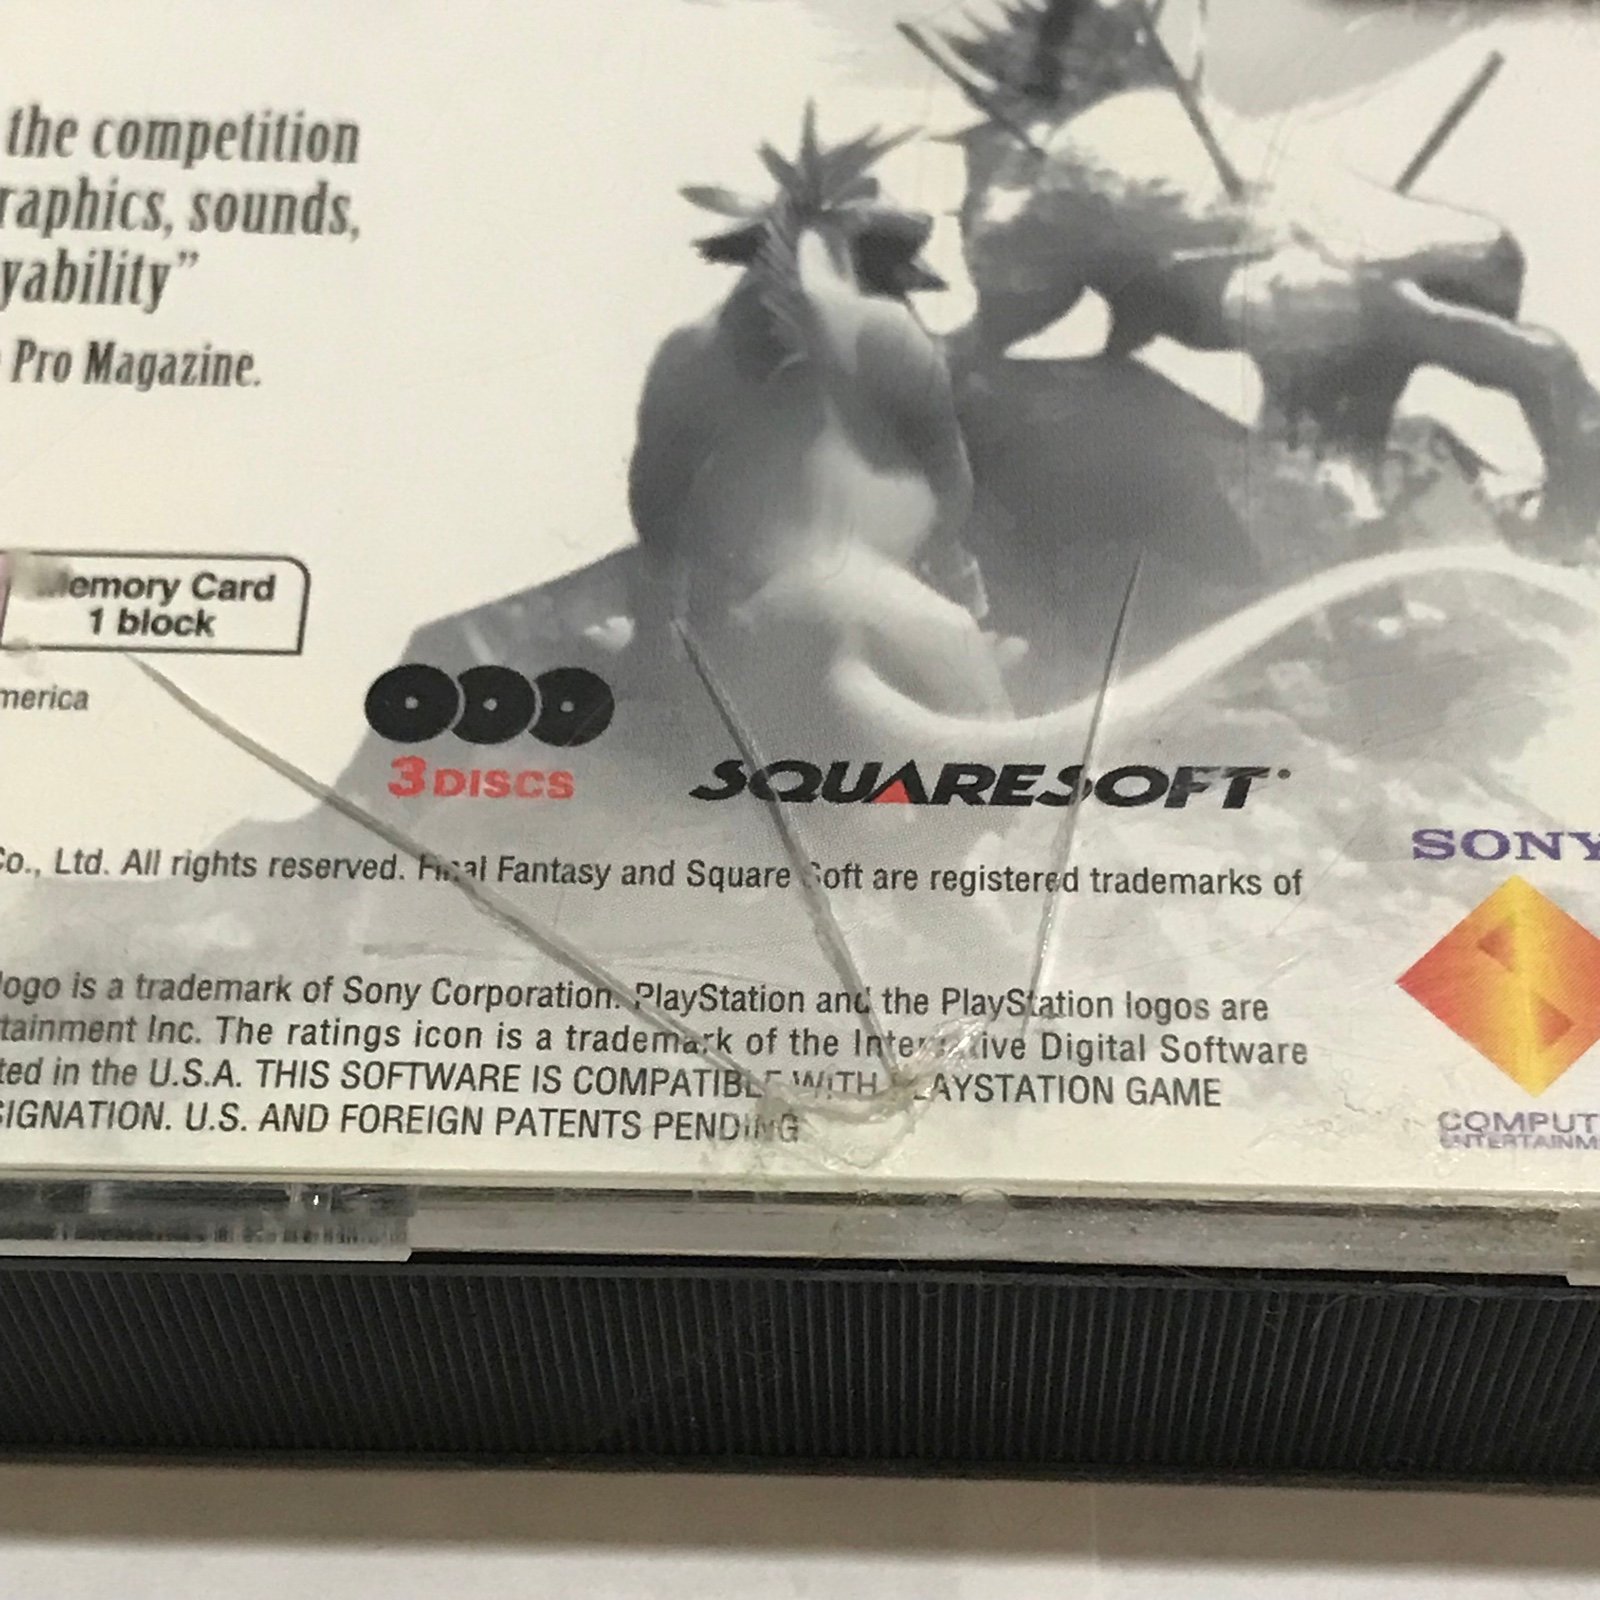 the competition
raphics, sounds,
yability”
Pro Magazine.
Memory Card
1 block
merica
3 DISCS
SQUARESOFT
SONY
Co., Ltd. All rights reserved. Final Fantasy and Square Soft are registered trademarks of
logo is a trademark of Sony Corporation. PlayStation and the PlayStation logos are
tainment Inc. The ratings icon is a trademark of the Interactive Digital Software
ted in the U.S.A. THIS SOFTWARE IS COMPATIBLE WITH PLAYSTATION GAME
SIGNATION. U.S. AND FOREIGN PATENTS PENDING
COMPUT
ENTERTAINM